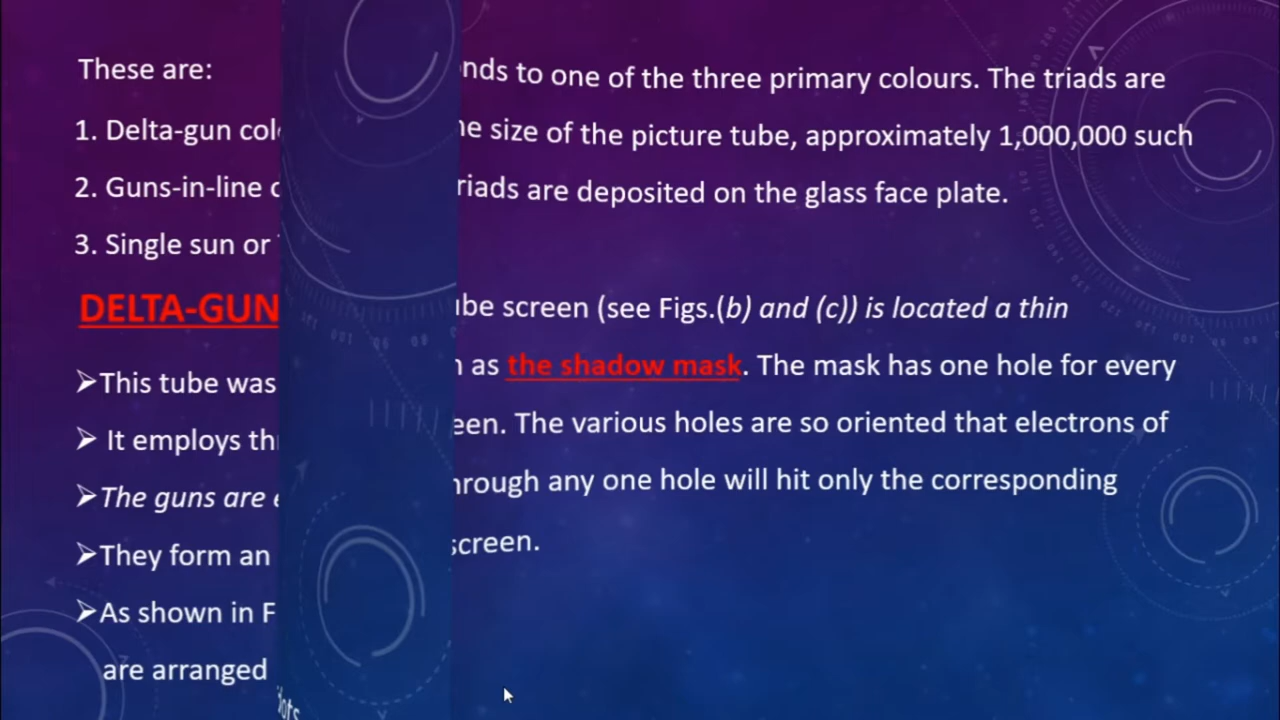 These are:
1. Delta-gun col
2. Guns-in-line c
3. Single sun or
DELTA-GUN
➢This tube was
➢ It employs th
➢The guns are e
➢They form an
➢As shown in F
are arranged
dots
nds to one of the three primary colours. The triads are
he size of the picture tube, approximately 1,000,000 such
riads are deposited on the glass face plate.
ube screen (see Figs.(b) and (c)) is located a thin
n as the shadow mask. The mask has one hole for every
een. The various holes are so oriented that electrons of
hrough any one hole will hit only the corresponding
screen.